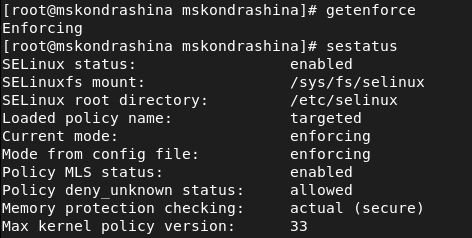 [root@mskondrashina mskondrashina]# getenforce
Enforcing
[root@mskondrashina mskondrashina]# sestatus
SELinux status:                 enabled
SELinuxfs mount:                /sys/fs/selinux
SELinux root directory:         /etc/selinux
Loaded policy name:             targeted
Current mode:                   enforcing
Mode from config file:          enforcing
Policy MLS status:              enabled
Policy deny_unknown status:     allowed
Memory protection checking:     actual (secure)
Max kernel policy version:      33